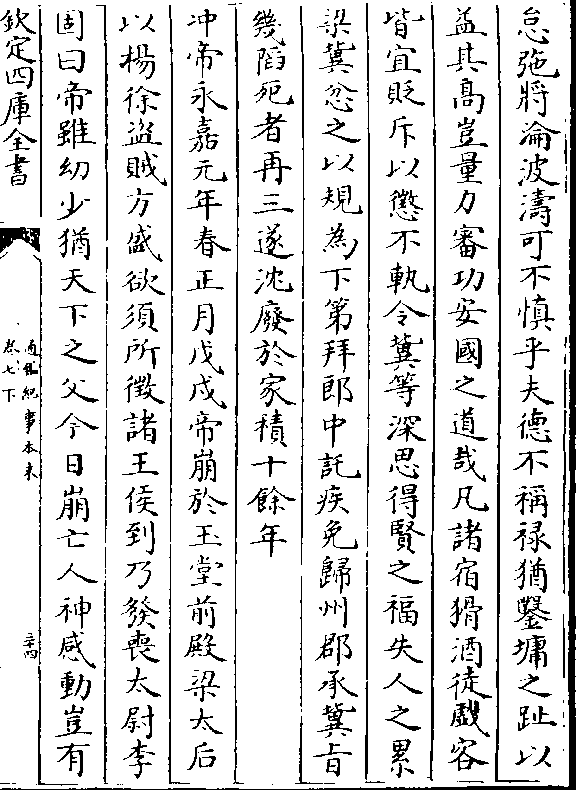 怠弛將淪波濤可不慎乎夫德不稱禄猶鑿墉之趾以
益其髙豈量力審功安國之道哉凡諸宿猾酒徒戲容
皆宜貶斥以懲不軌令冀等深思得賢之福失人之累
梁冀忿之以規為下第拜郎中託疾免歸州郡承冀旨
幾䧟死者再三遂沈廢於家積十餘年
冲帝永嘉元年春正月戊戌帝崩於玉堂前殿梁太后
以楊徐盜賊方盛欲須所徵諸王侯到乃發喪太尉李
固曰帝雖幼少猶天下之父今日崩亡人神感動豈有
欽定四庫全書
通鑑紀事本末
卷七下
三十四